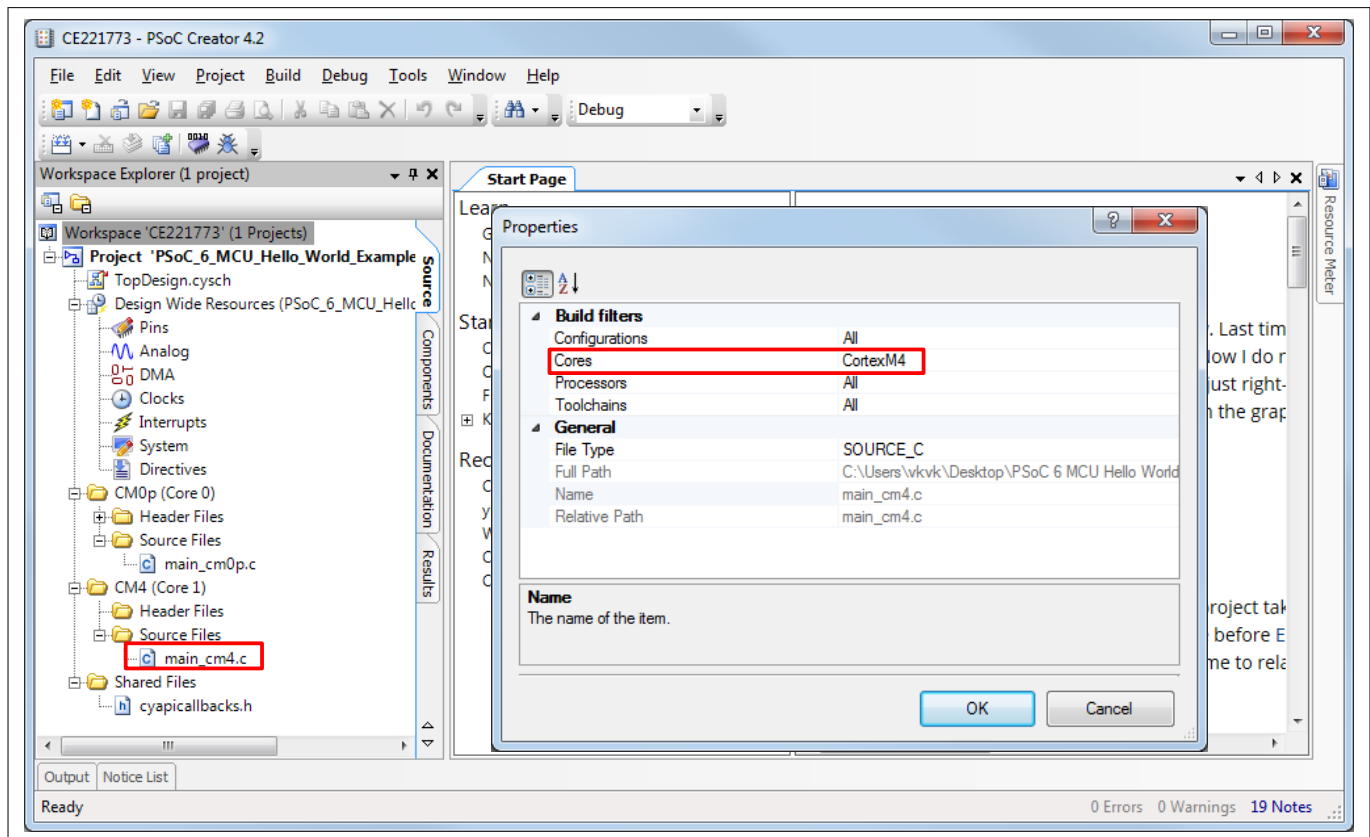 CE221773 - PSoC Creator 4.2
File Edit View Project Build Debug Tools Window Help
Debug
Workspace Explorer (1 project)
Workspace 'CE221773' (1 Projects)
Project 'PSoC_6_MCU_Hello_World_Example
TopDesign.cysch
Design Wide Resources (PSoC_6_MCU_Hellc
Pins
Analog
DMA
Clocks
Interrupts
System
Directives
CM0p (Core 0)
Header Files
Source Files
main_cm0p.c
CM4 (Core 1)
Header Files
Source Files
main_cm4.c
Shared Files
cyapicallbacks.h
Source
Components
Documentation
Results
Start Page
Learn
Star
Rec
Properties
Build filters
Configurations All
Cores CortexM4
Processors All
Toolchains All
General
File Type SOURCE_C
Full Path C:\Users\vkvk\Desktop\PSoC 6 MCU Hello World
Name main_cm4.c
Relative Path main_cm4.c
Name
The name of the item.
OK Cancel
. Last tim
low I do r
just right-
the grap
roject tak
before E
me to rela
Resource Meter
Output Notice List
Ready 0 Errors 0 Warnings 19 Notes